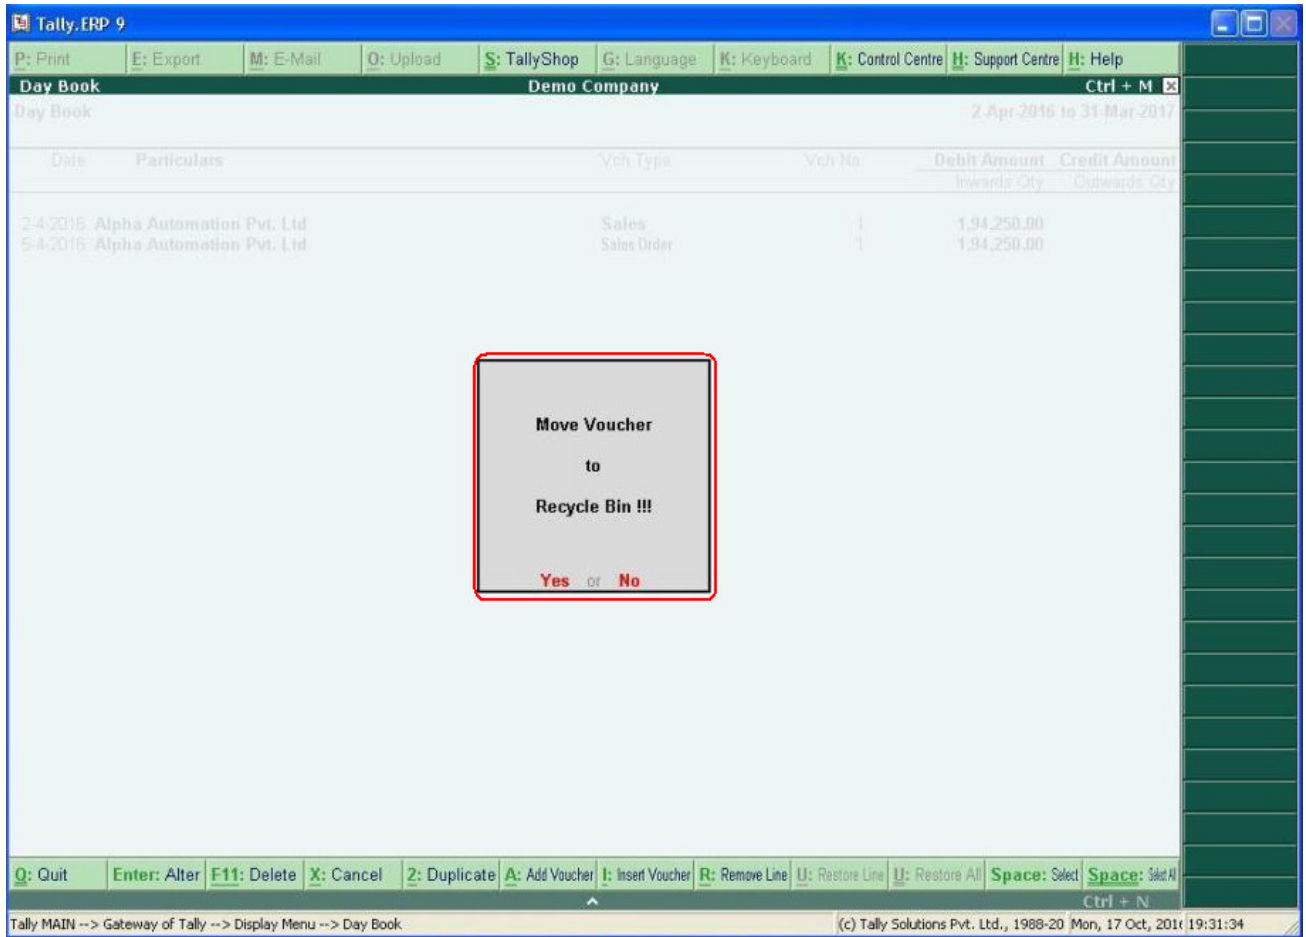 Tally.ERP 9
P: Print E: Export M: E-Mail O: Upload S: TallyShop G: Language K: Keyboard K: Control Centre H: Support Centre H: Help
Day Book Demo Company Ctrl + M
Day Book 2-Apr-2016 to 31-Mar-2017
Date Particulars Vch Type Vch No. Debit Amount Credit Amount
Inwards Qty Outwards Qty
2-4-2016 Alpha Automation Pvt. Ltd Sales 1 1,94,250.00
Alpha Automation Pvt. Ltd Sales Order 1 1,94,250.00
Move Voucher
to
Recycle Bin !!!
Yes or No
Q: Quit Enter: Alter F11: Delete X: Cancel 2: Duplicate A: Add Voucher I: Insert Voucher R: Remove Line U: Restore Line U: Restore All Space: Select Space: Select All
Ctrl + N
Tally MAIN --> Gateway of Tally --> Display Menu --> Day Book (c) Tally Solutions Pvt. Ltd., 1988-20 Mon, 17 Oct, 201 19:31:34